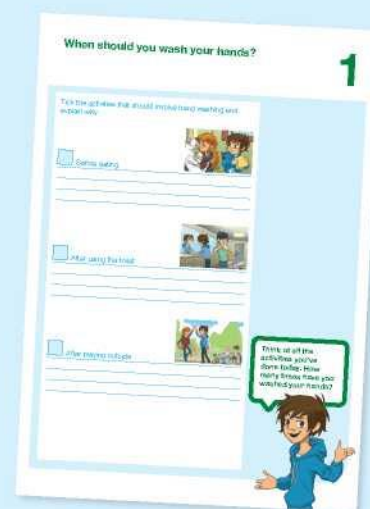 When should you wash your hands?
1
Tick the activities that should involve hand washing and
explain why.
Before eating
After using the toilet
After playing outside
Think of all the
activities you've
done today. How
many times have you
washed your hands?